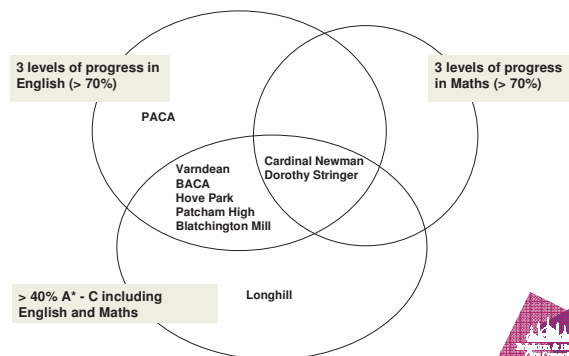 3 levels of progress in
English (> 70%)
3 levels of progress
in Maths (> 70%)
PACA
Cardinal Newman
Dorothy Stringer
Varndean
BACA
Hove Park
Patcham High
Blatchington Mill
> 40% A* - C including
English and Maths
Longhill